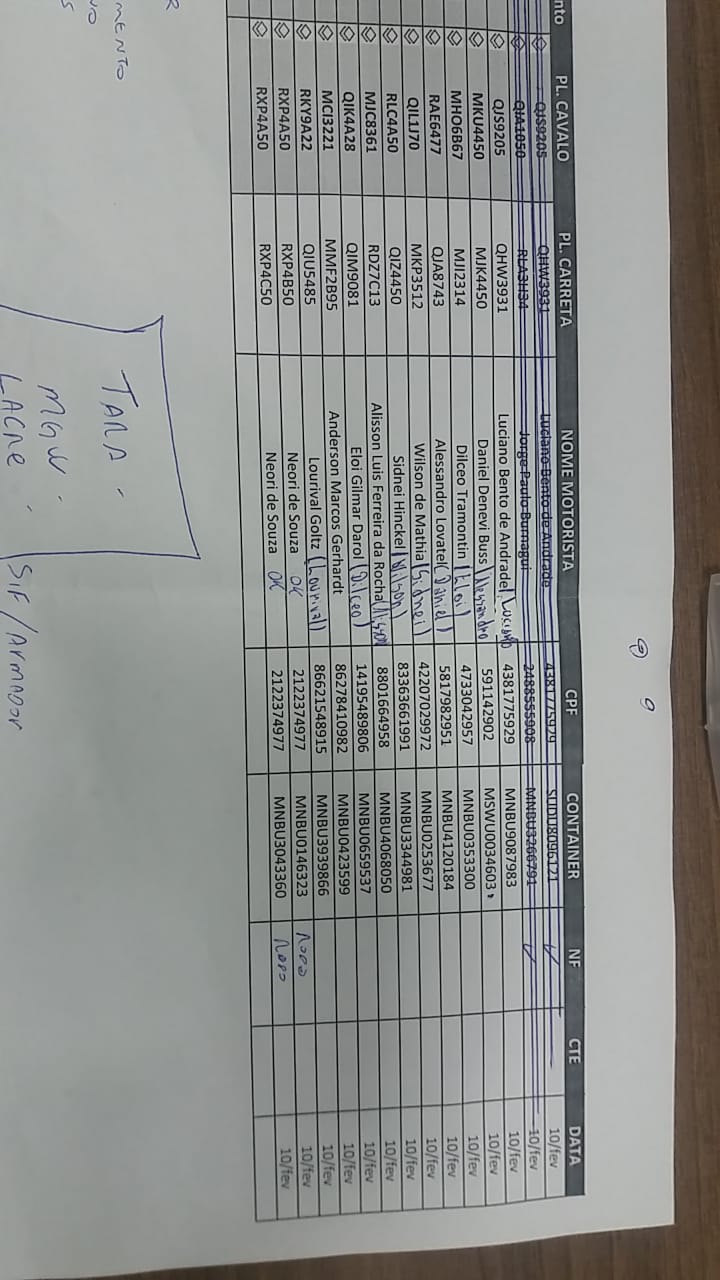 nto PL. CAVALO PL. CARRETA NOME MOTORISTA CPF CONTAINER NF CTE DATA
QJS9205 QHW3931 Luciano Bento de Andrade 4381775929 SUDU8096121 10/fev
QIA1050 RLA3H34 Jorge Paulo Burnagui 2488555908 MNBU3266791 10/fev
QJS9205 QHW3931 Luciano Bento de Andrade (Luciano 4381775929 MNBU9087983 10/fev
MKU4450 MJK4450 Daniel Denevi Buss (Alessandro 591142902 MSWU0034603 10/fev
MHO6B67 MJI2314 Dilceo Tramontin (Eloi) 4733042957 MNBU0353300 10/fev
RAE6477 QJA8743 Alessandro Lovatel (Daniel) 5817982951 MNBU4120184 10/fev
QIL1J70 MKP3512 Wilson de Mathia (Sidnei) 42207029972 MNBU0253677 10/fev
RLC4A50 QIZ4450 Sidnei Hinckel (Wilson) 83363661991 MNBU3344981 10/fev
MJC8361 RDZ7C13 Alisson Luis Ferreira da Rocha (Alisson 8801664958 MNBU4068050 10/fev
QIK4A28 QIM9081 Eloi Gilmar Darol (Dilceo) 14195489806 MNBU0659537 10/fev
MCI3221 MMF2B95 Anderson Marcos Gerhardt 86278410982 MNBU0423599 10/fev
RKY9A22 QIU5485 Lourival Goltz (Lourival) 86621548915 MNBU3939866 10/fev
RXP4A50 RXP4B50 Neori de Souza OK 2122374977 MNBU0146323 10/fev
RXP4A50 RXP4C50 Neori de Souza OK 2122374977 MNBU3043360 10/fev
R
MENTO
TARA -
MGW -
LACRE - SIF / ARMADOR